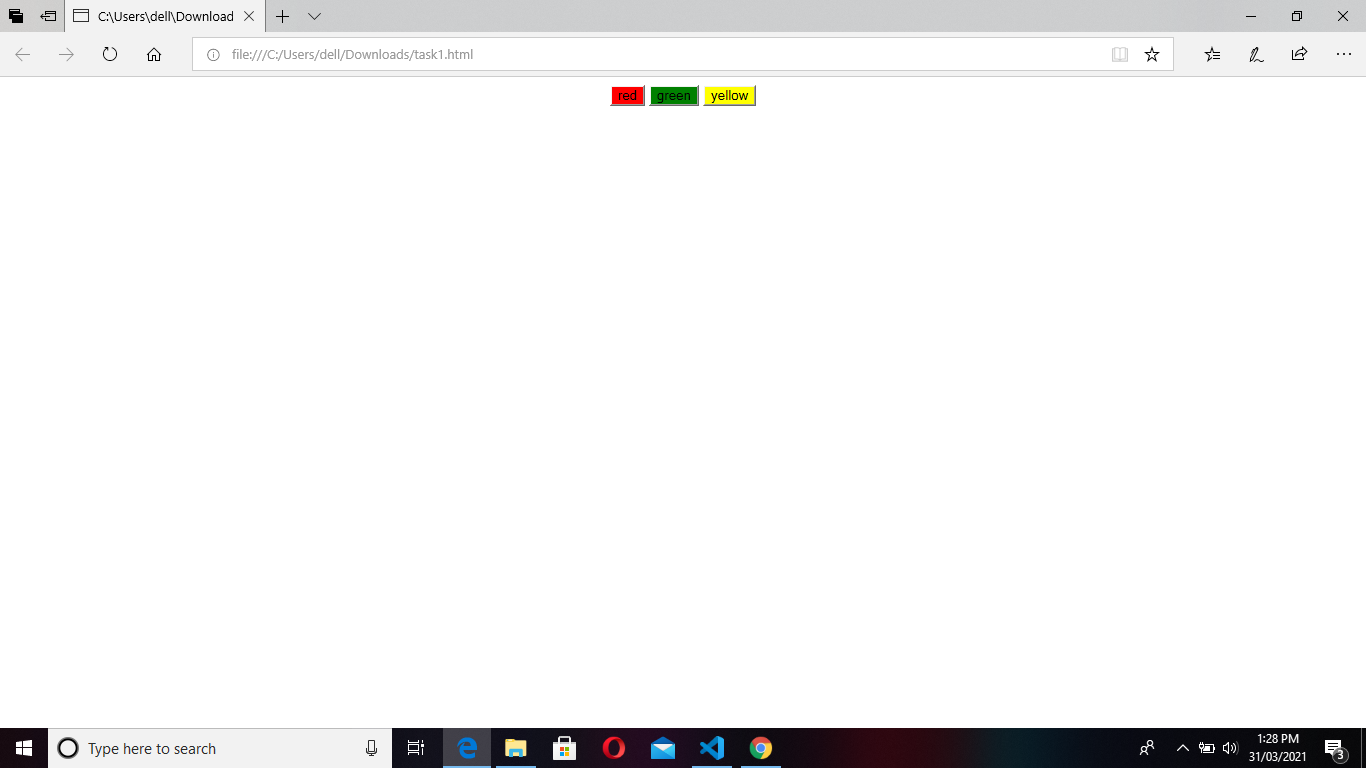 C:\Users\dell\Download
file:///C:/Users/dell/Downloads/task1.html
red green yellow
Type here to search
1:28 PM
31/03/2021
3